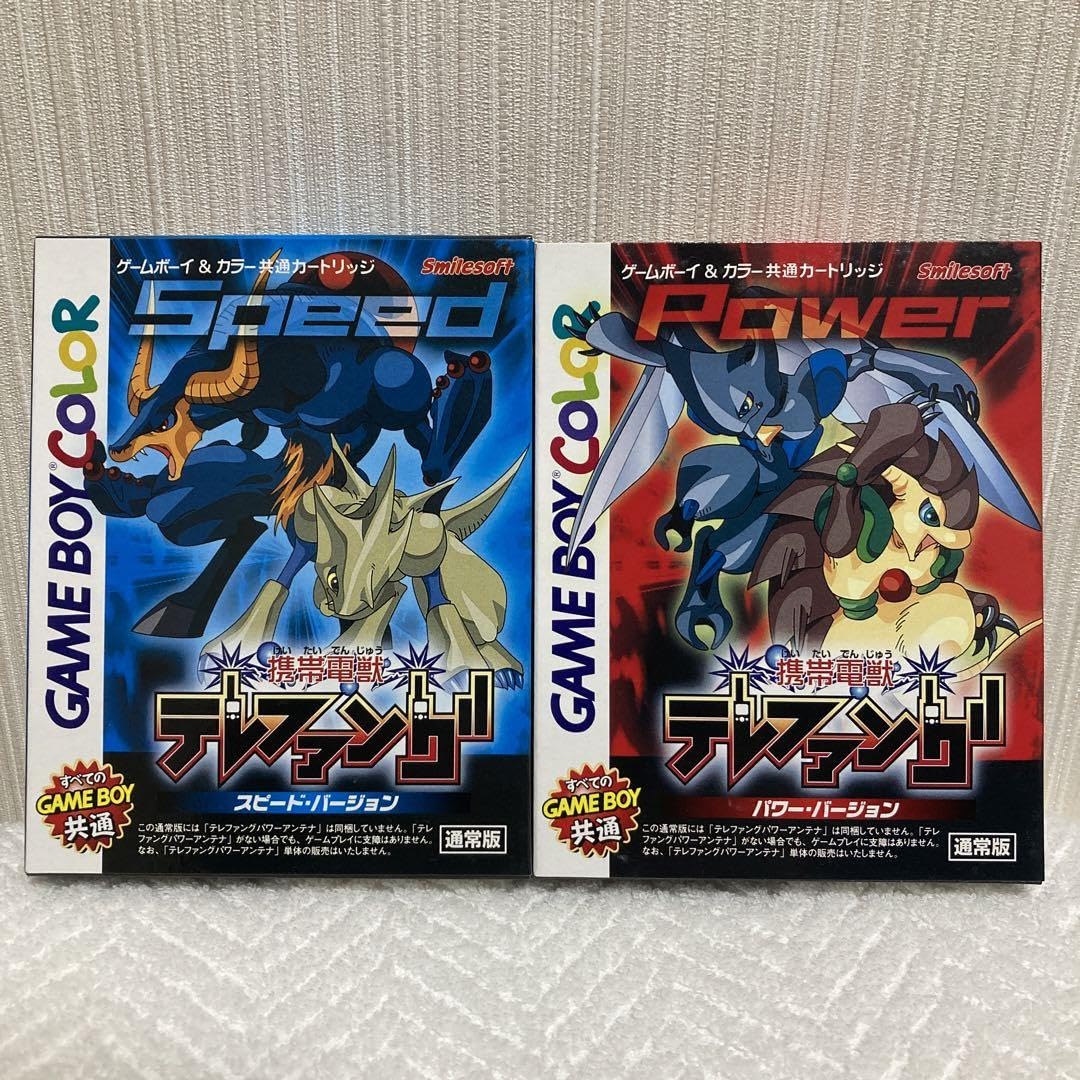 ゲームボーイ & カラー共通カートリッジ
Smilesoft
Speed
GAME BOY® COLOR
けいたいでんじゅう
携帯電獣
テレファング
スピード・バージョン
すべての
GAME BOY
共通
この通常版には「テレファングパワーアンテナ」は同梱していません。「テレ
ファングパワーアンテナ」がない場合でも、ゲームプレイに支障はありません。
なお、「テレファングパワーアンテナ」単体の販売はいたしません。
通常版
ゲームボーイ & カラー共通カートリッジ
Smilesoft
Power
GAME BOY® COLOR
けいたいでんじゅう
携帯電獣
テレファング
パワー・バージョン
すべての
GAME BOY
共通
この通常版には「テレファングパワーアンテナ」は同梱していません。「テレ
ファングパワーアンテナ」がない場合でも、ゲームプレイに支障はありません。
なお、「テレファングパワーアンテナ」単体の販売はいたしません。
通常版